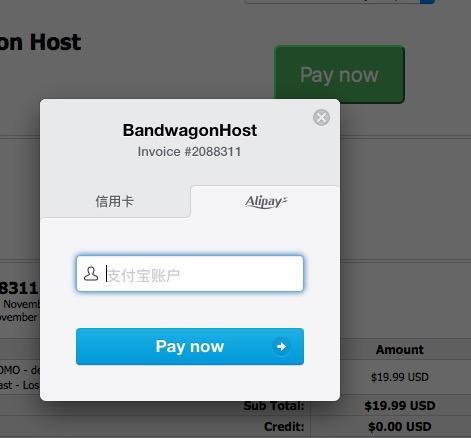 on Host
Pay now
BandwagonHost
Invoice #2088311
信用卡
Alipay
支付宝账户
Pay now
8311
Novemb
ovember
Amount
OMO - de
ast - Los
$19.99 USD
Sub Total:
$19.99 USD
Credit:
$0.00 USD